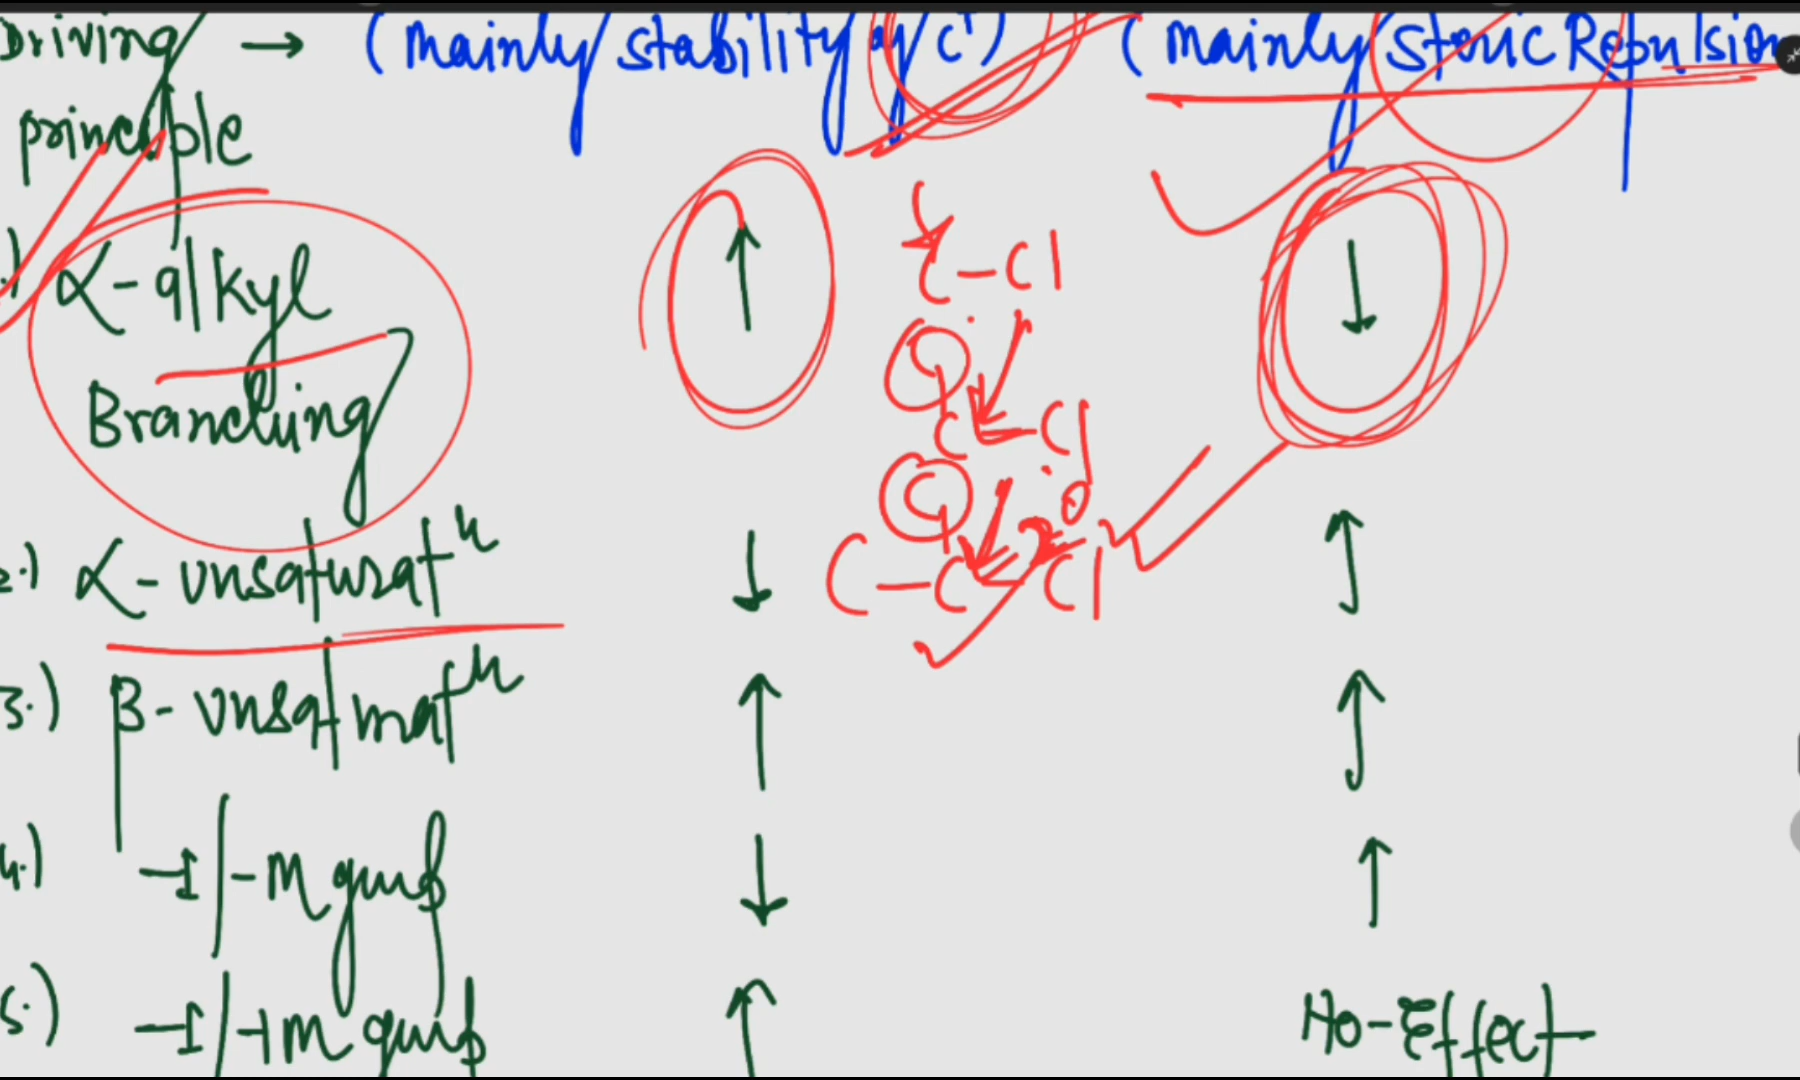 Driving → (Mainly stability of C⁺) (Mainly Steric Repulsion
principle
.) α-alkyl ↑ ↓
Branching
C-Cl
C-Cl
2.) α-unsaturatⁿ ↓ ↑
C-C Cl
3.) β-unsaturatⁿ ↑ ↑
4.) -I/-m group ↓ ↑
5.) -I/+m group ↑ No-Effect